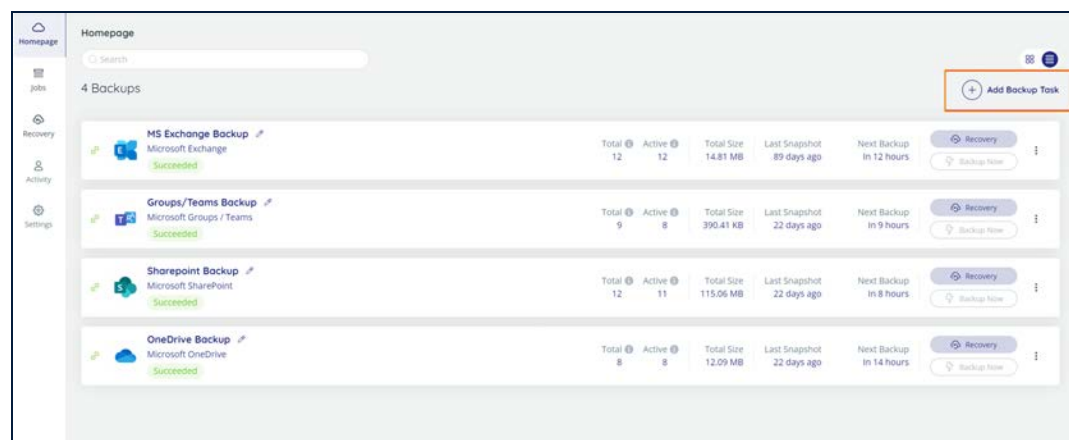 Homepage
Jobs
Recovery
Activity
Settings
Homepage
Search
4 Backups
Add Backup Task
MS Exchange Backup
Microsoft Exchange
Succeeded
Total Active Total Size Last Snapshot Next Backup
12 12 14.81 MB 89 days ago In 12 hours
Recovery
Backup Now
Groups/Teams Backup
Microsoft Groups / Teams
Succeeded
Total Active Total Size Last Snapshot Next Backup
9 8 390.41 KB 22 days ago In 9 hours
Recovery
Backup Now
Sharepoint Backup
Microsoft SharePoint
Succeeded
Total Active Total Size Last Snapshot Next Backup
12 11 115.06 MB 22 days ago In 8 hours
Recovery
Backup Now
OneDrive Backup
Microsoft OneDrive
Succeeded
Total Active Total Size Last Snapshot Next Backup
8 8 12.09 MB 22 days ago In 14 hours
Recovery
Backup Now